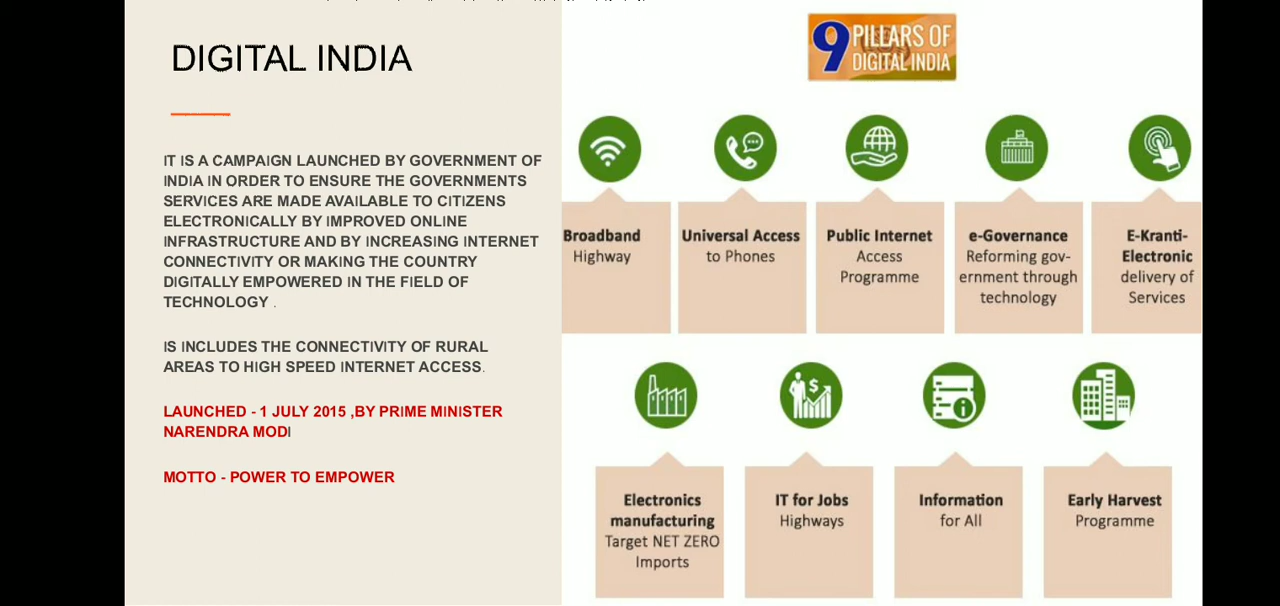 DIGITAL INDIA
IT IS A CAMPAIGN LAUNCHED BY GOVERNMENT OF
INDIA IN ORDER TO ENSURE THE GOVERNMENTS
SERVICES ARE MADE AVAILABLE TO CITIZENS
ELECTRONICALLY BY IMPROVED ONLINE
INFRASTRUCTURE AND BY INCREASING INTERNET
CONNECTIVITY OR MAKING THE COUNTRY
DIGITALLY EMPOWERED IN THE FIELD OF
TECHNOLOGY .
IS INCLUDES THE CONNECTIVITY OF RURAL
AREAS TO HIGH SPEED INTERNET ACCESS.
LAUNCHED - 1 JULY 2015 ,BY PRIME MINISTER
NARENDRA MODI
MOTTO - POWER TO EMPOWER
9 PILLARS OF
DIGITAL INDIA
Broadband
Highway
Universal Access
to Phones
Public Internet
Access
Programme
e-Governance
Reforming gov-
ernment through
technology
E-Kranti-
Electronic
delivery of
Services
Electronics
manufacturing
Target NET ZERO
Imports
IT for Jobs
Highways
Information
for All
Early Harvest
Programme